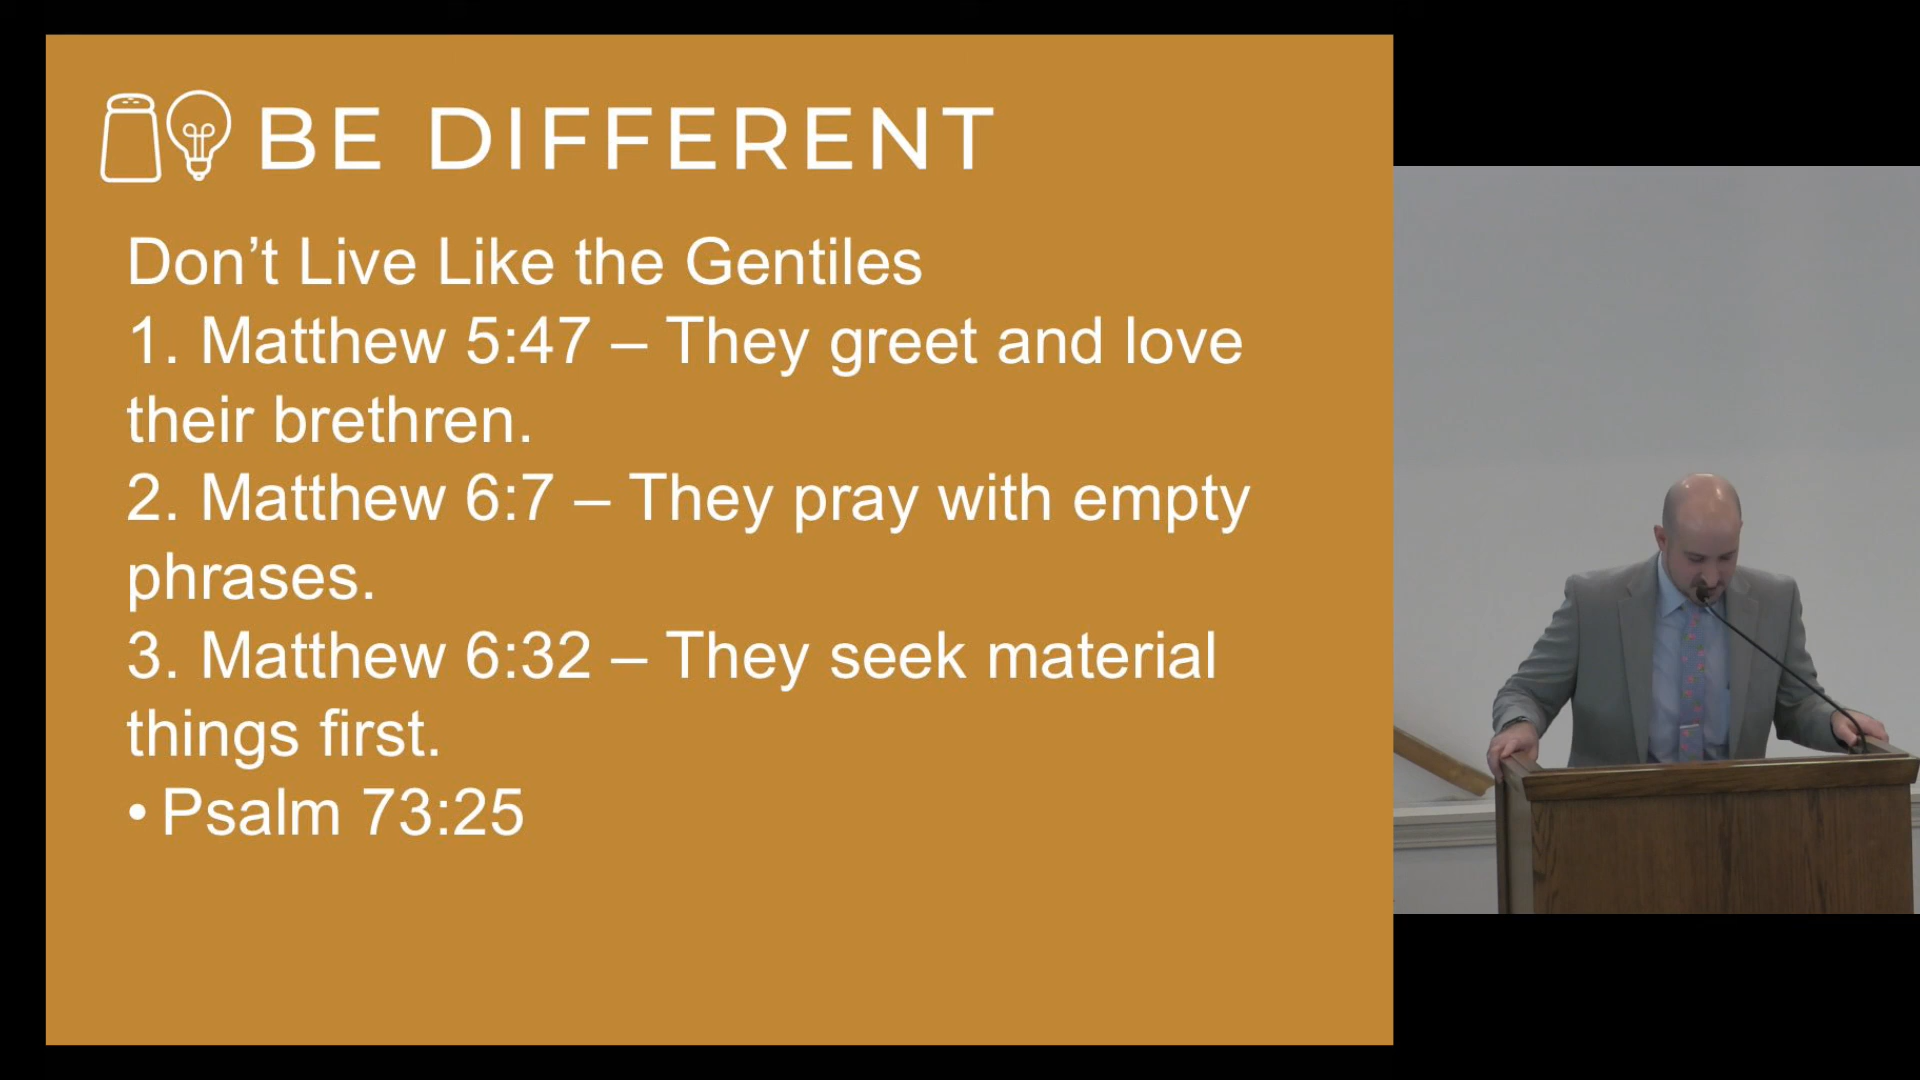 BE DIFFERENT
Don’t Live Like the Gentiles
1. Matthew 5:47 – They greet and love
their brethren.
2. Matthew 6:7 – They pray with empty
phrases.
3. Matthew 6:32 – They seek material
things first.
• Psalm 73:25